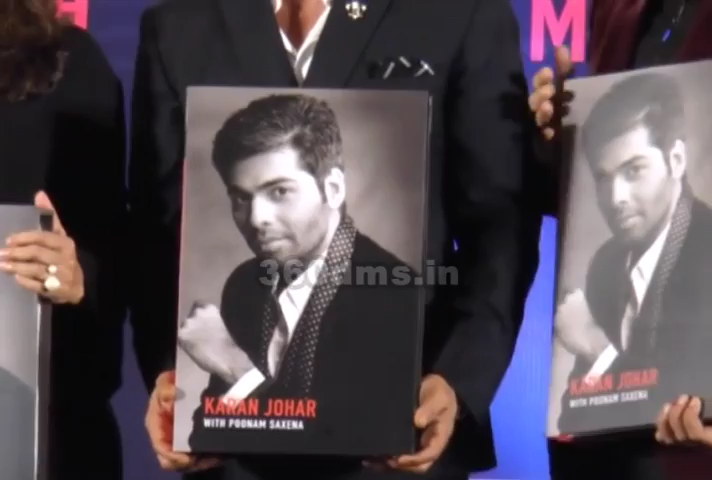 H
M
360dms.in
KARAN JOHAR
WITH POONAM SAXENA
KARAN JOHAR
WITH POONAM SAXENA